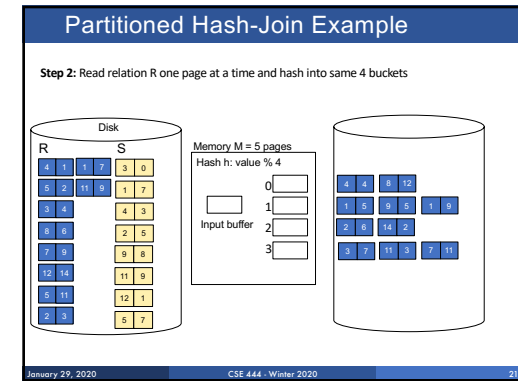 Partitioned Hash-Join Example
Step 2: Read relation R one page at a time and hash into same 4 buckets
Disk
R S
4 1 1 7 3 0
5 2 11 9 1 7
3 4 4 3
8 6 2 5
7 9 9 8
12 14 11 9
5 11 12 1
2 3 5 7
Memory M = 5 pages
Hash h: value % 4
0
1
Input buffer 2
3
4 4 8 12
1 5 9 5 1 9
2 6 14 2
3 7 11 3 7 11
January 29, 2020 CSE 444 - Winter 2020 21